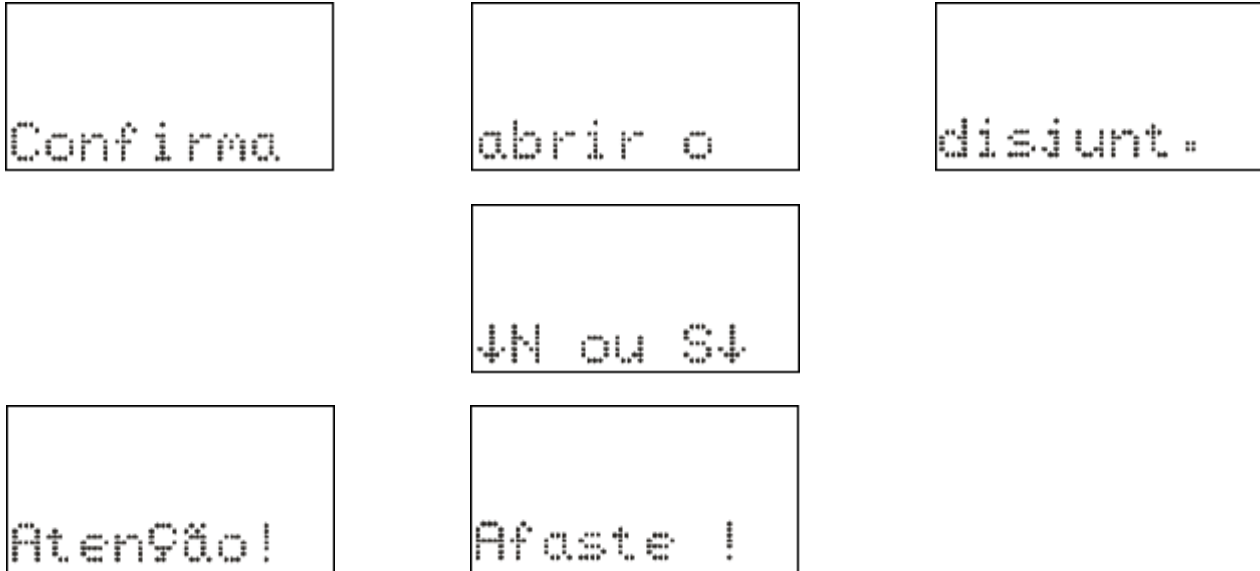 Confirma
abrir o
disjunt.
↓N ou S↓
Atenção!
Afaste !